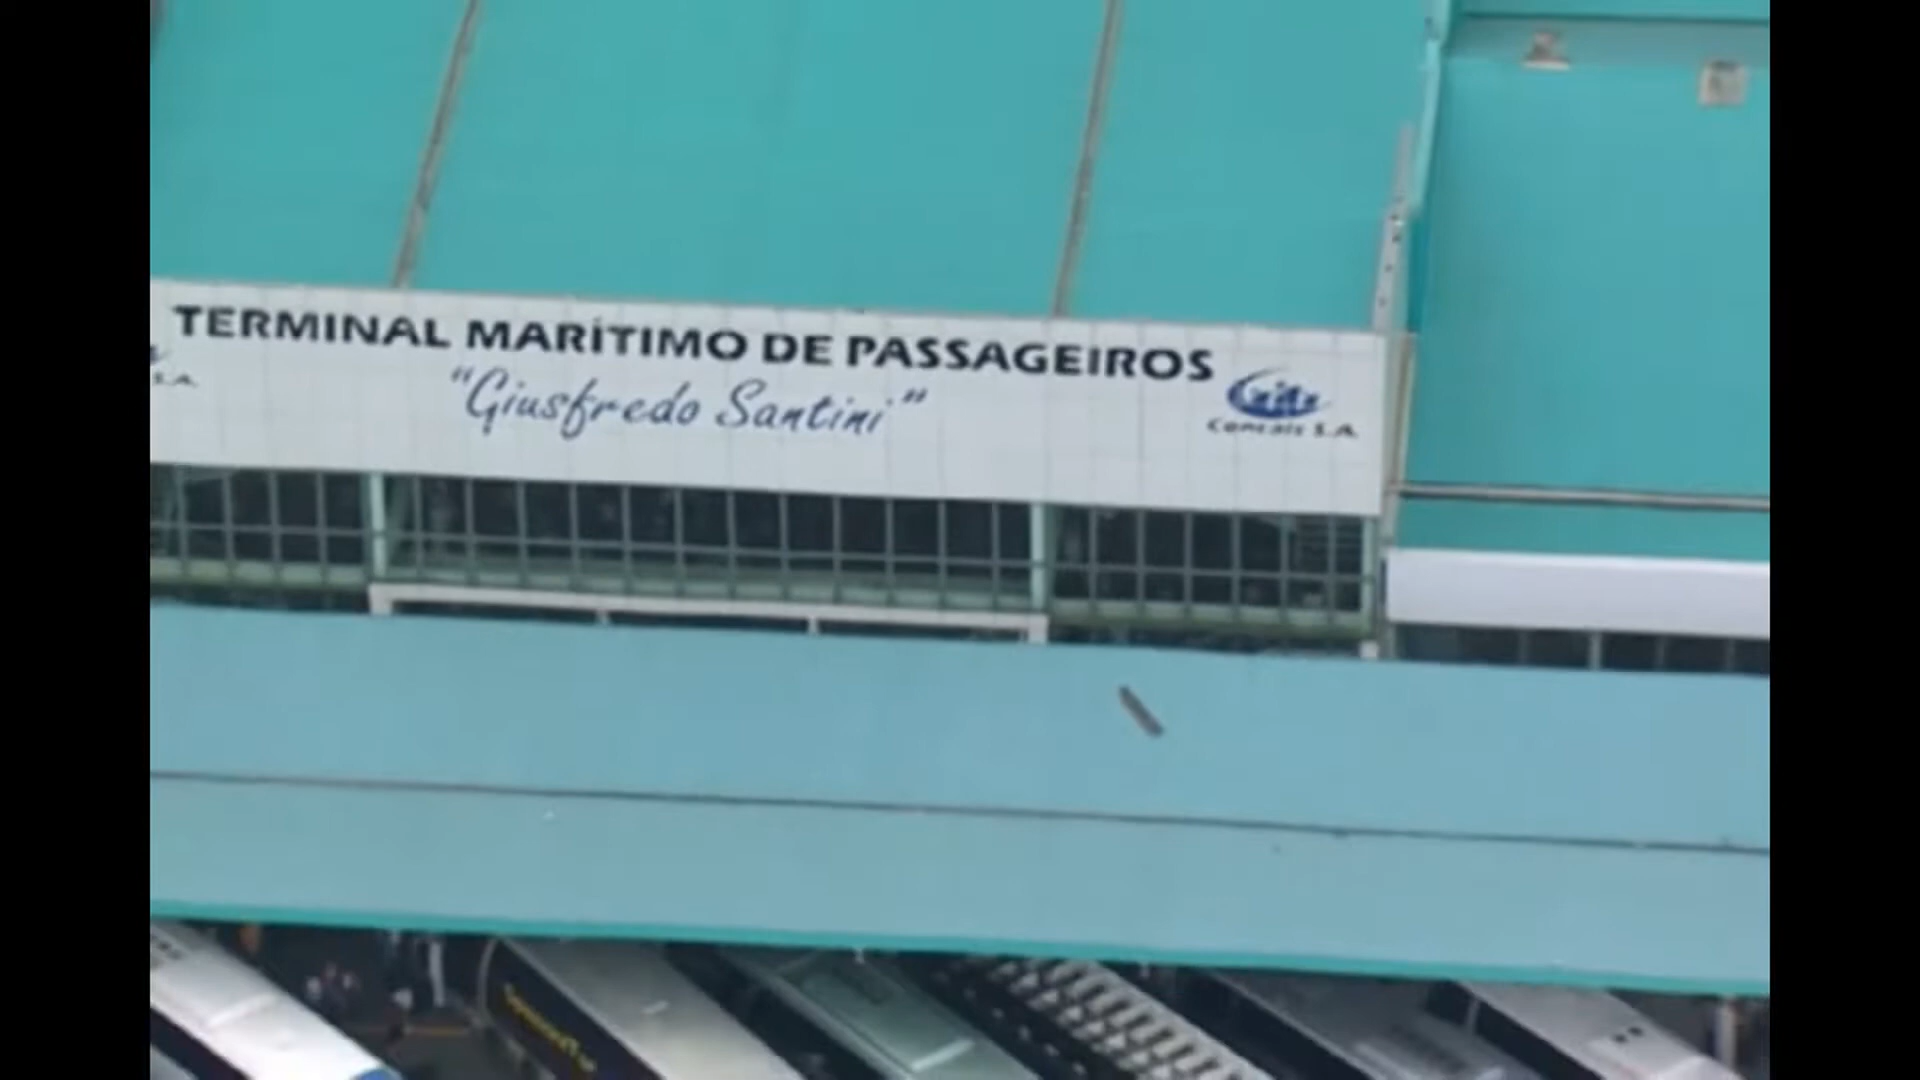 TERMINAL MARÍTIMO DE PASSAGEIROS
"Giusfredo Santini"
Concais S.A.
S.A.